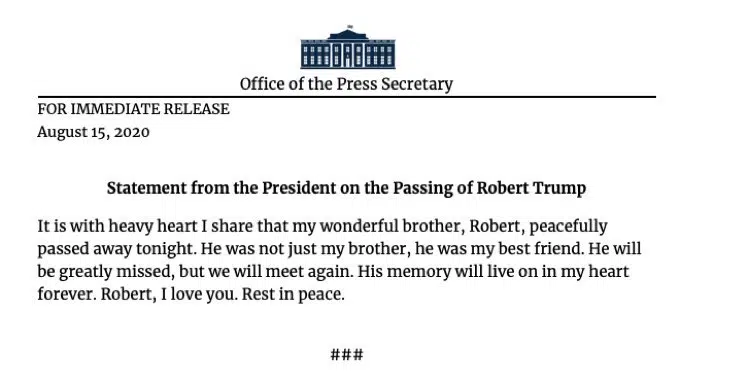 Office of the Press Secretary
FOR IMMEDIATE RELEASE
August 15, 2020
Statement from the President on the Passing of Robert Trump
It is with heavy heart I share that my wonderful brother, Robert, peacefully
passed away tonight. He was not just my brother, he was my best friend. He will
be greatly missed, but we will meet again. His memory will live on in my heart
forever. Robert, I love you. Rest in peace.
###